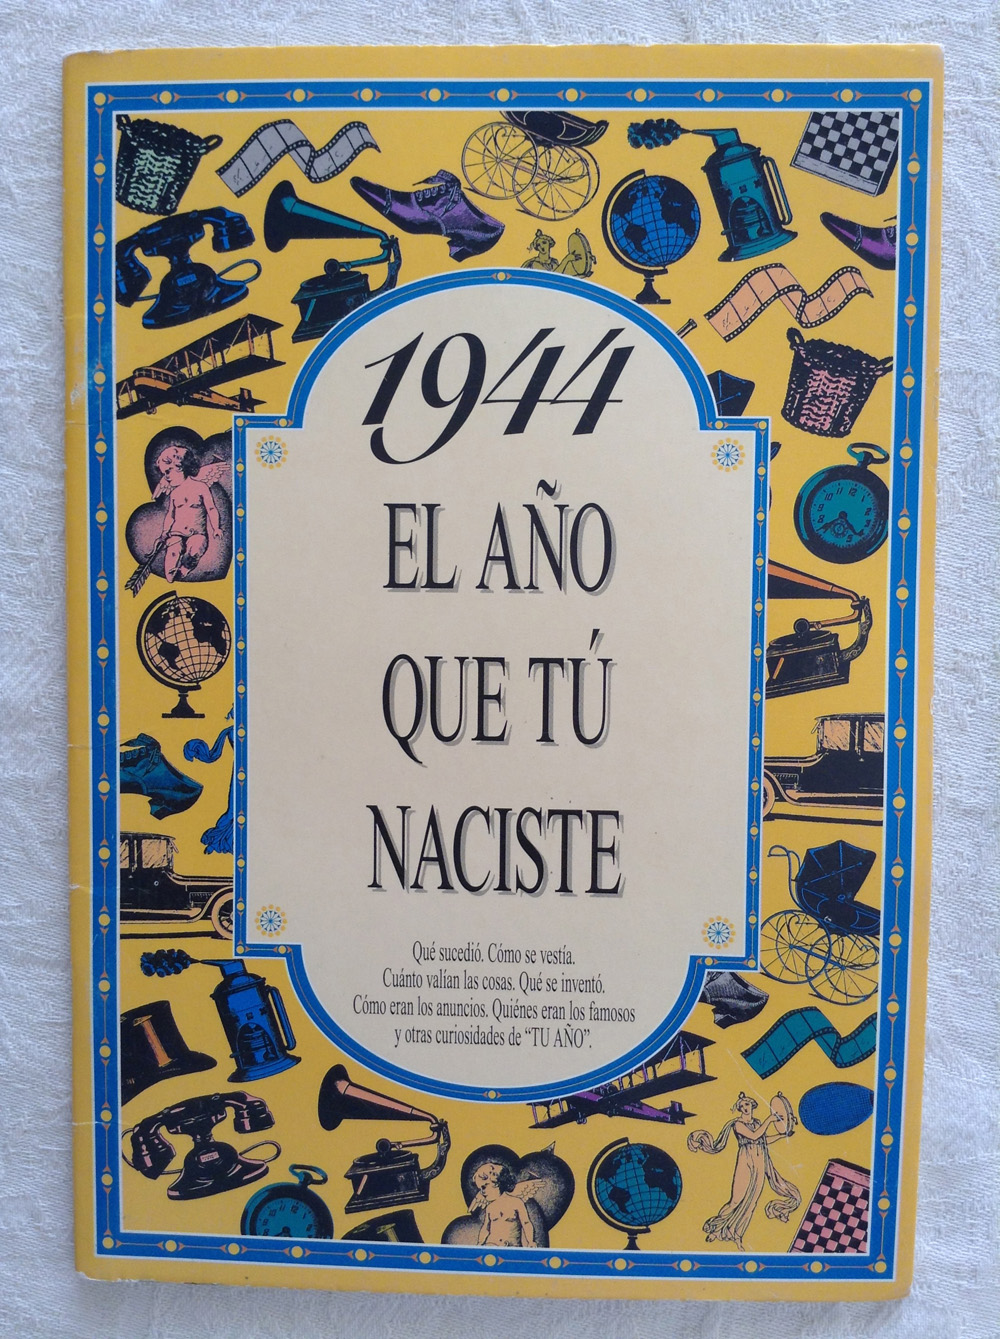 1944
EL AÑO
QUE TÚ
NACISTE
Qué sucedió. Cómo se vestía.
Cuánto valían las cosas. Qué se inventó.
Cómo eran los anuncios. Quiénes eran los famosos
y otras curiosidades de “TU AÑO”.